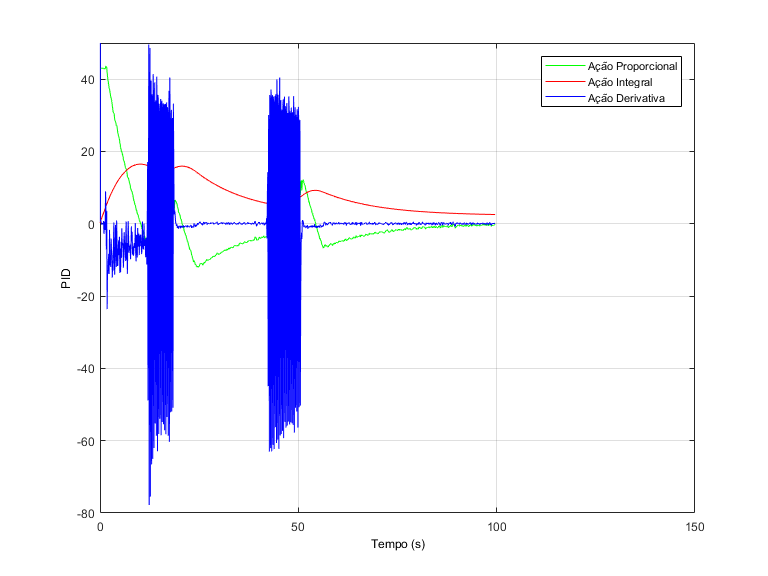 Ação Proporcional
Ação Integral
Ação Derivativa
40
20
0
-20
-40
-60
-80
PID
0
50
100
150
Tempo (s)